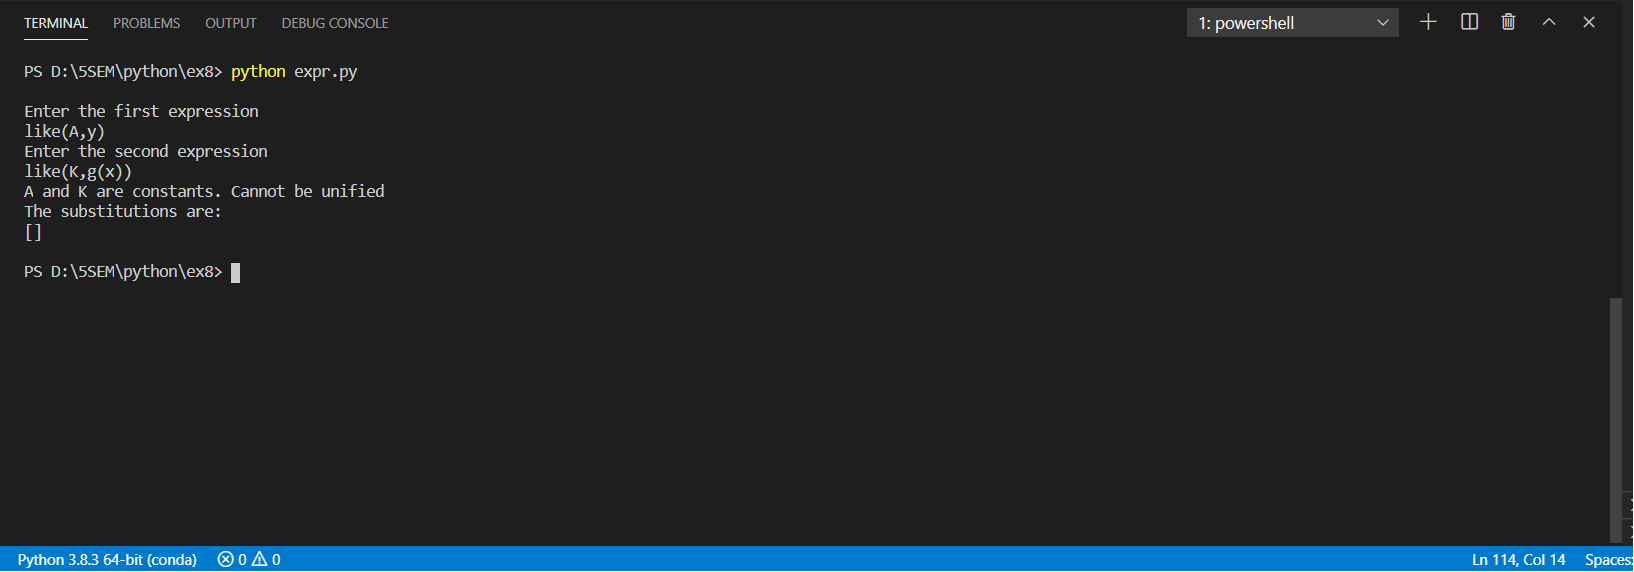 TERMINAL PROBLEMS OUTPUT DEBUG CONSOLE 1: powershell
PS D:\5SEM\python\ex8> python expr.py
Enter the first expression
like(A,y)
Enter the second expression
like(K,g(x))
A and K are constants. Cannot be unified
The substitutions are:
[]
PS D:\5SEM\python\ex8>
Python 3.8.3 64-bit (conda) 0 0 Ln 114, Col 14 Spaces: